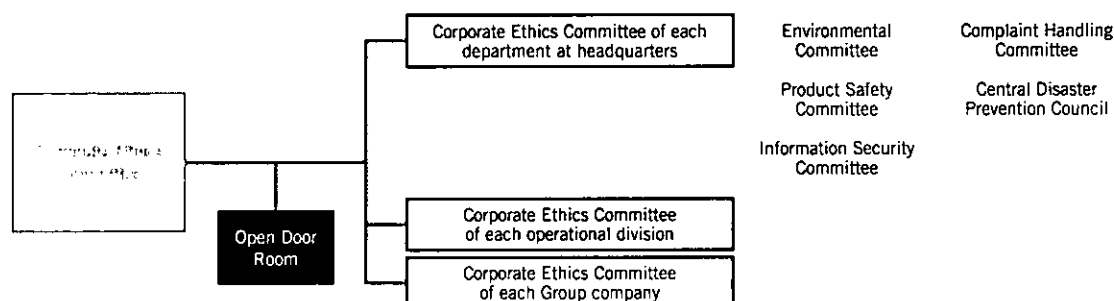 Corporate Ethics Committee of each
department at headquarters
Environmental
Committee
Complaint Handling
Committee
Product Safety
Committee
Central Disaster
Prevention Council
Information Security
Committee
Open Door
Room
Corporate Ethics Committee
of each operational division
Corporate Ethics Committee
of each Group company